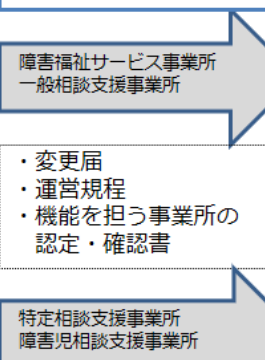 障害福祉サービス事業所
一般相談支援事業所
・変更届
・運営規程
・機能を担う事業所の
認定・確認書
特定相談支援事業所
障害児相談支援事業所